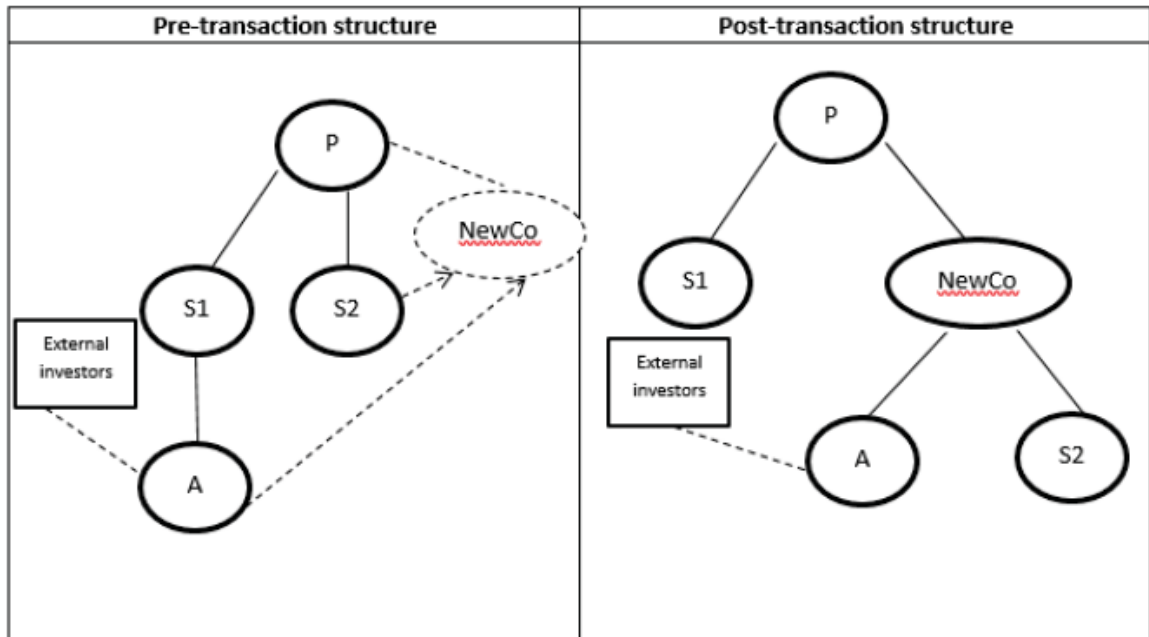 Pre-transaction structure
Post-transaction structure
P
NewCo
S1
S2
External
investors
A
P
S1
NewCo
External
investors
A
S2